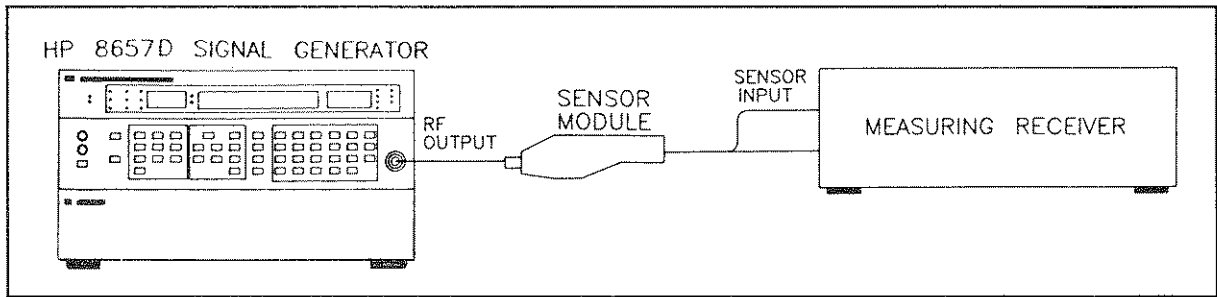 HP 8657D SIGNAL GENERATOR
RF
OUTPUT
SENSOR
MODULE
SENSOR
INPUT
MEASURING RECEIVER